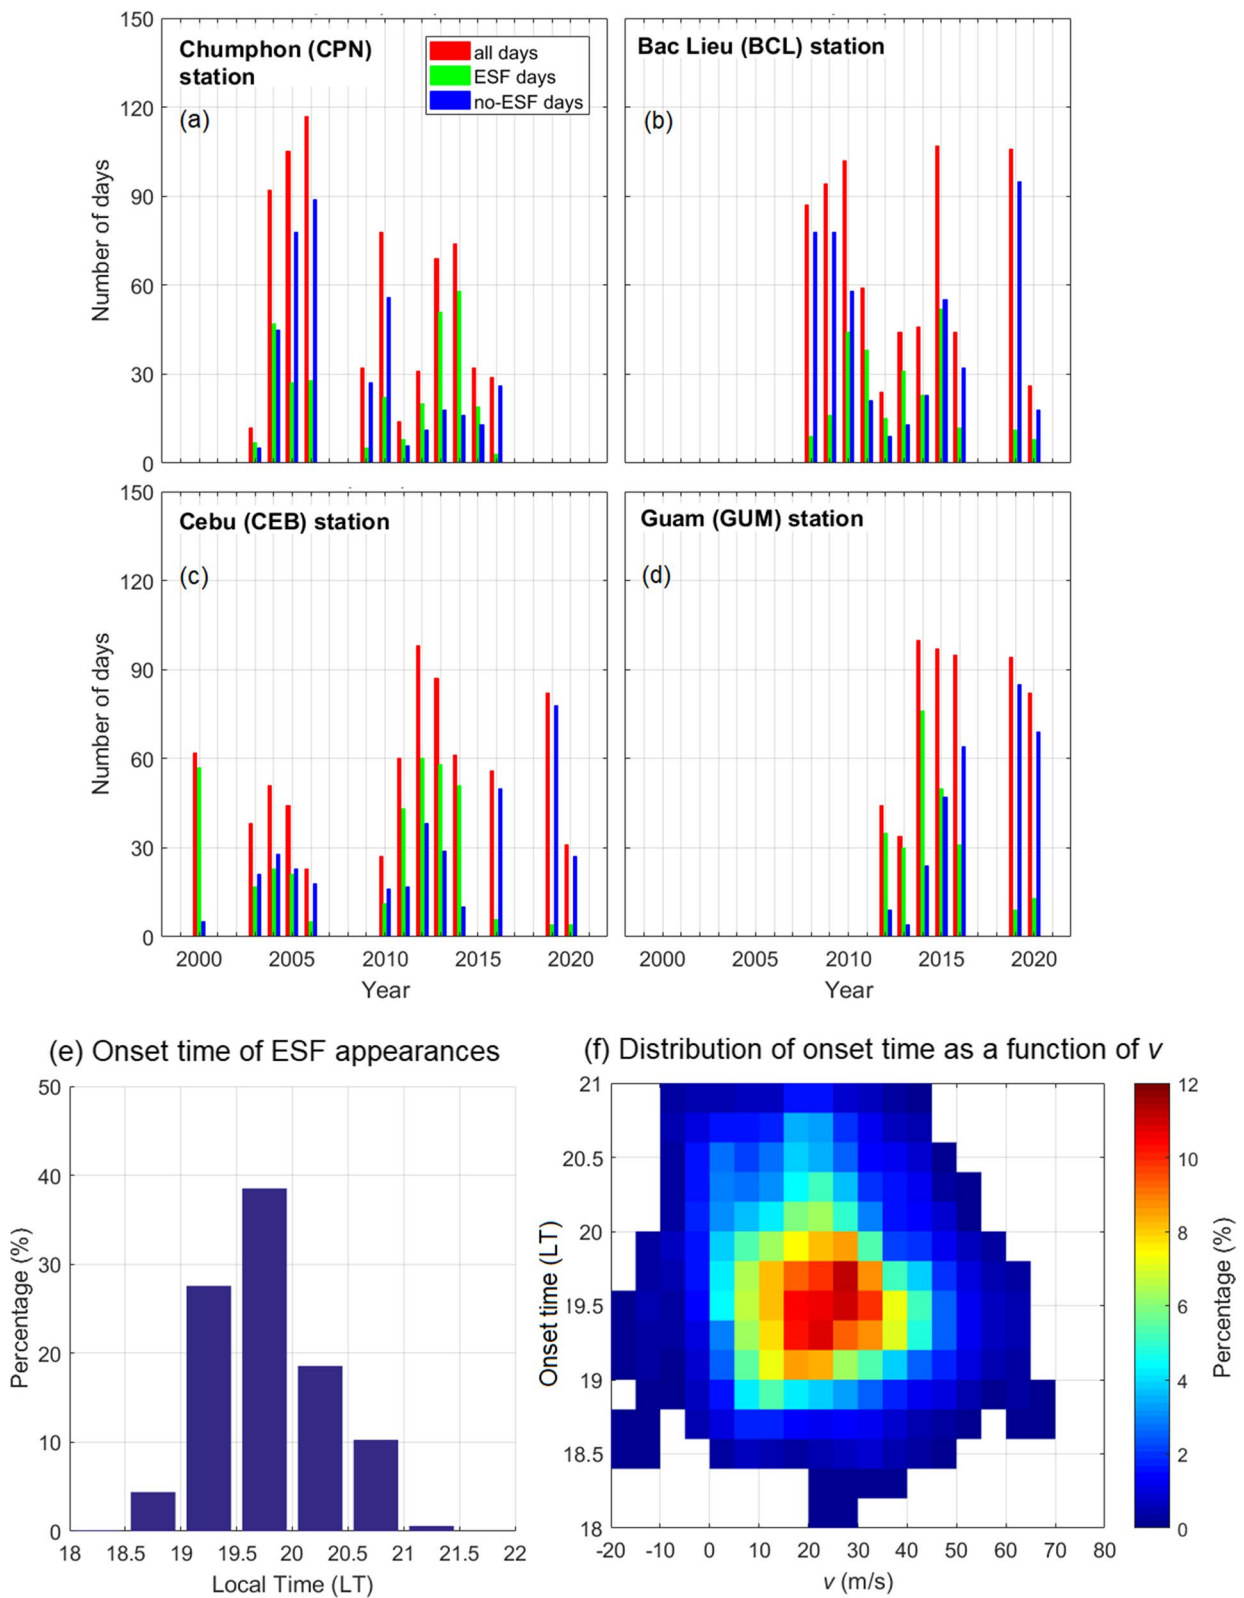 150
120
90
60
30
0
Number of days
Chumphon (CPN)
station
(a)
all days
ESF days
no-ESF days
Bac Lieu (BCL) station
(b)
150
120
90
60
30
0
Number of days
Cebu (CEB) station
(c)
2000 2005 2010 2015 2020
Year
Guam (GUM) station
(d)
2000 2005 2010 2015 2020
Year
(e) Onset time of ESF appearances
50
40
30
20
10
0
Percentage (%)
18 18.5 19 19.5 20 20.5 21 21.5 22
Local Time (LT)
(f) Distribution of onset time as a function of v
21
20.5
20
19.5
19
18.5
18
Onset time (LT)
-20 -10 0 10 20 30 40 50 60 70 80
v (m/s)
12
10
8
6
4
2
0
Percentage (%)